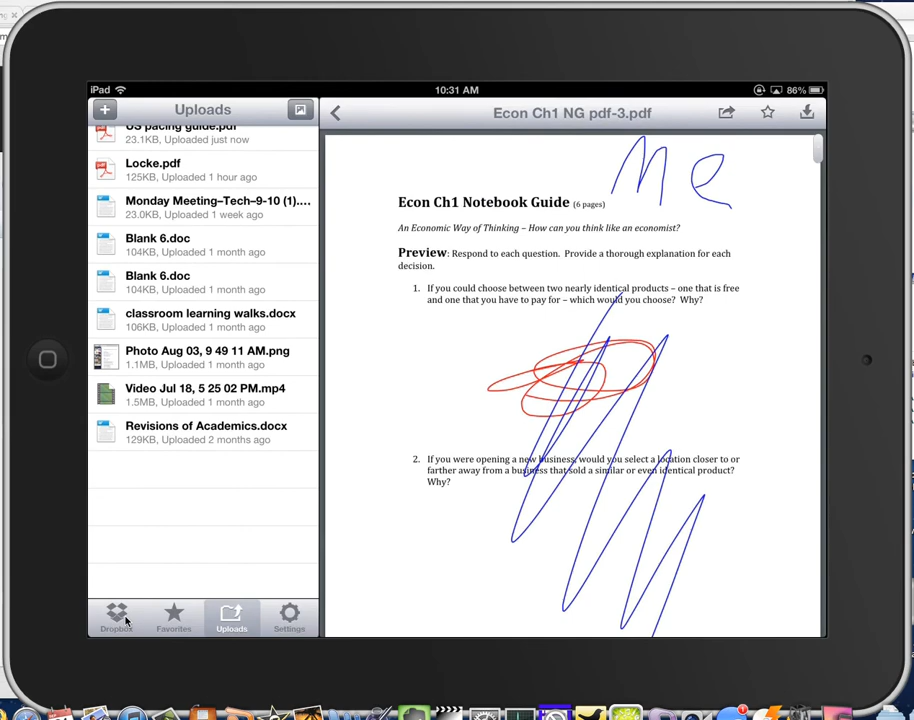 iPad
10:31 AM
86%
Uploads
Econ Ch1 NG pdf-3.pdf
US pacing guide.pdf
23.1KB, Uploaded just now
Locke.pdf
125KB, Uploaded 1 hour ago
Monday Meeting–Tech–9-10 (1)....
23.0KB, Uploaded 1 week ago
Blank 6.doc
104KB, Uploaded 1 month ago
Blank 6.doc
104KB, Uploaded 1 month ago
classroom learning walks.docx
106KB, Uploaded 1 month ago
Photo Aug 03, 9 49 11 AM.png
1.1MB, Uploaded 1 month ago
Video Jul 18, 5 25 02 PM.mp4
1.5MB, Uploaded 1 month ago
Revisions of Academics.docx
129KB, Uploaded 2 months ago
Dropbox
Favorites
Uploads
Settings
Me
Econ Ch1 Notebook Guide (6 pages)
An Economic Way of Thinking – How can you think like an economist?
Preview: Respond to each question. Provide a thorough explanation for each
decision.
1. If you could choose between two nearly identical products – one that is free
and one that you have to pay for – which would you choose? Why?
2. If you were opening a new business, would you select a location closer to or
farther away from a business that sold a similar or even identical product?
Why?